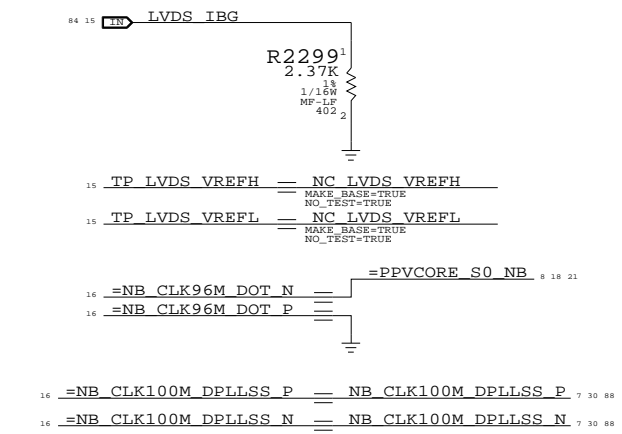 84 15 IN LVDS_IBG
R2299 1
2.37K
1%
1/16W
MF-LF
402 2
15 TP_LVDS_VREFH NC_LVDS_VREFH
MAKE_BASE=TRUE
NO_TEST=TRUE
15 TP_LVDS_VREFL NC_LVDS_VREFL
MAKE_BASE=TRUE
NO_TEST=TRUE
=PPVCORE_S0_NB 8 18 21
16 =NB_CLK96M_DOT_N
16 =NB_CLK96M_DOT_P
16 =NB_CLK100M_DPLLSS_P NB_CLK100M_DPLLSS_P 7 30 88
16 =NB_CLK100M_DPLLSS_N NB_CLK100M_DPLLSS_N 7 30 88